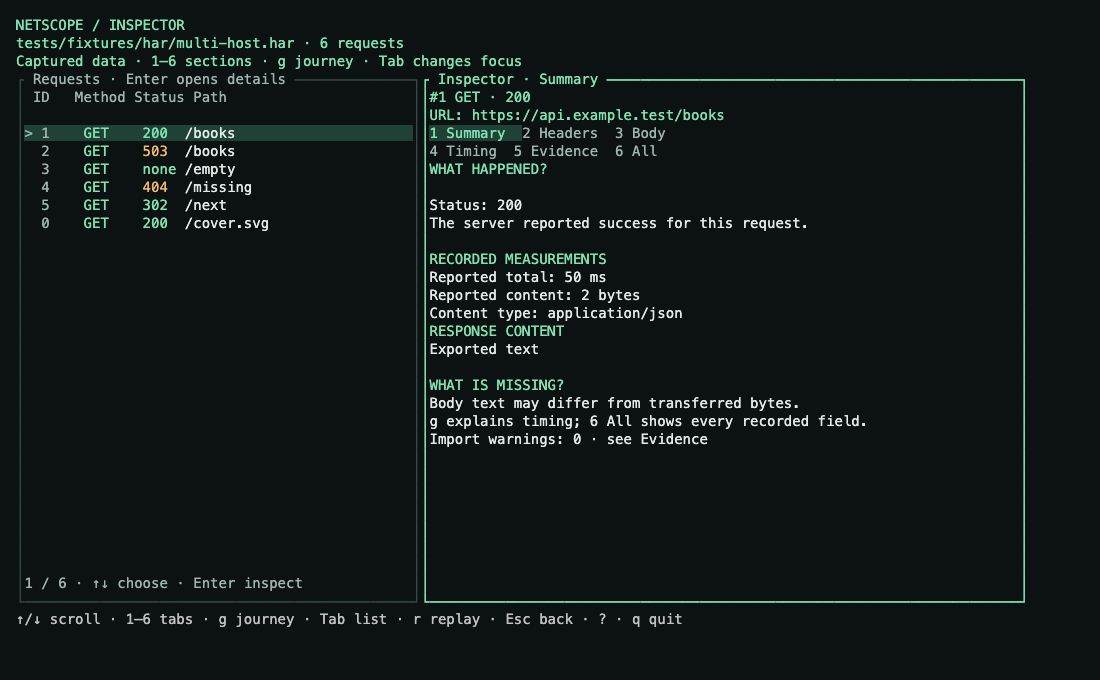 NETSCOPE / INSPECTOR
tests/fixtures/har/multi-host.har · 6 requests
Captured data · 1–6 sections · g journey · Tab changes focus
Requests · Enter opens details
ID Method Status Path
> 1 GET 200 /books
2 GET 503 /books
3 GET none /empty
4 GET 404 /missing
5 GET 302 /next
0 GET 200 /cover.svg
1 / 6 · ↑↓ choose · Enter inspect
Inspector · Summary
#1 GET · 200
URL: https://api.example.test/books
1 Summary 2 Headers 3 Body
4 Timing 5 Evidence 6 All
WHAT HAPPENED?
Status: 200
The server reported success for this request.
RECORDED MEASUREMENTS
Reported total: 50 ms
Reported content: 2 bytes
Content type: application/json
RESPONSE CONTENT
Exported text
WHAT IS MISSING?
Body text may differ from transferred bytes.
g explains timing; 6 All shows every recorded field.
Import warnings: 0 · see Evidence
↑/↓ scroll · 1–6 tabs · g journey · Tab list · r replay · Esc back · ? · q quit